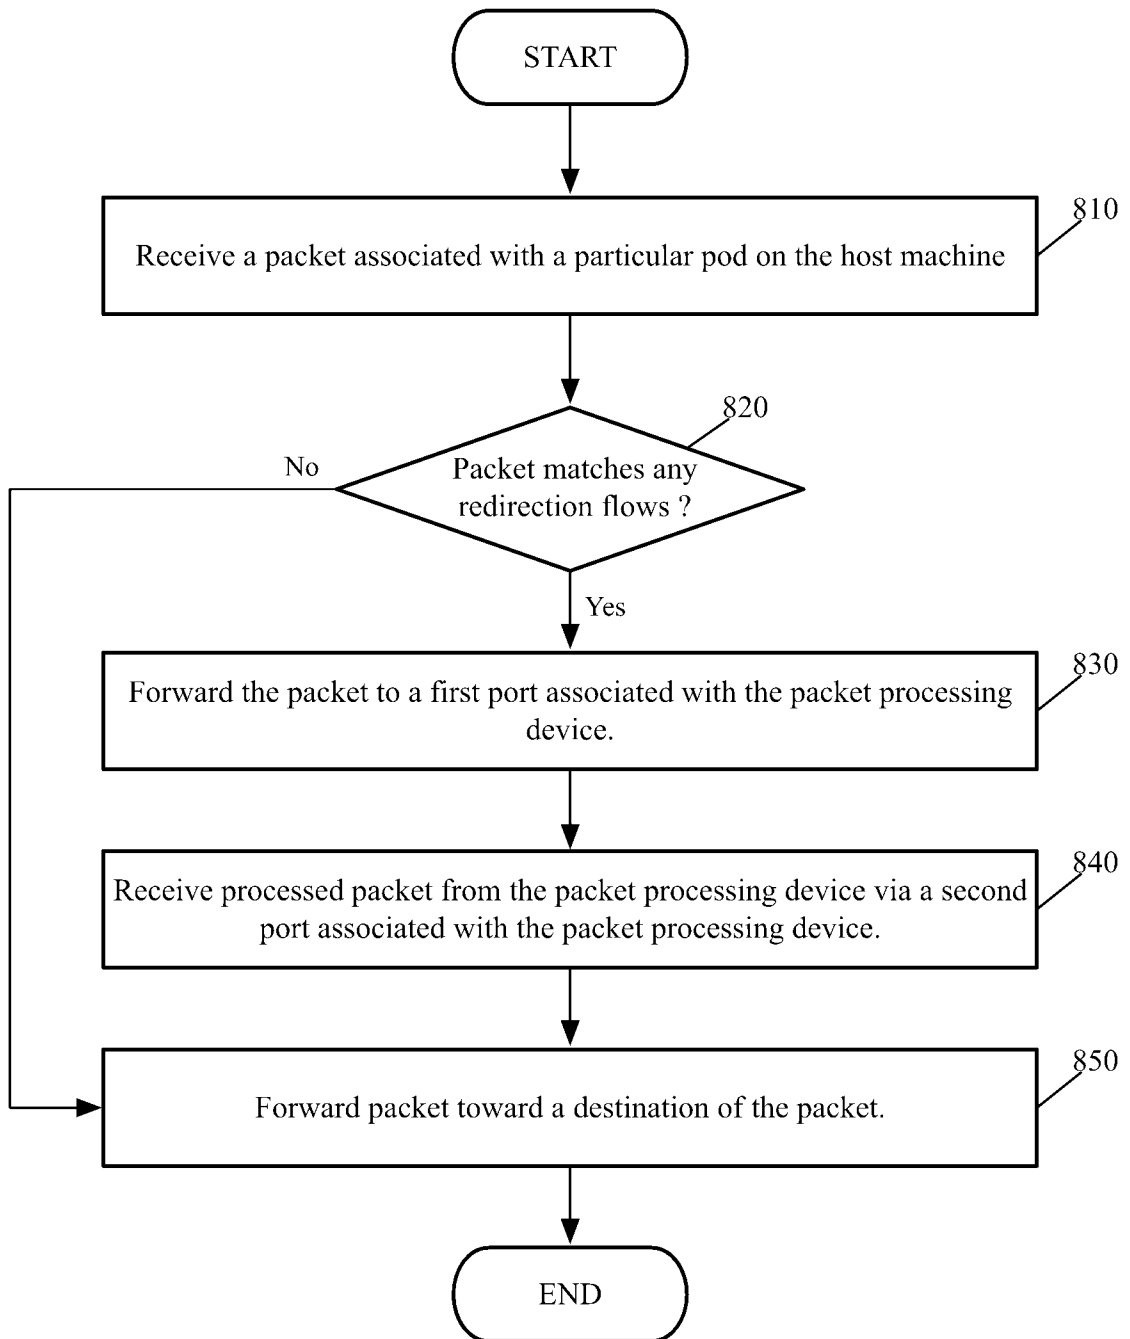 START
810
Receive a packet associated with a particular pod on the host machine
820
No
Packet matches any
redirection flows ?
Yes
830
Forward the packet to a first port associated with the packet processing
device.
840
Receive processed packet from the packet processing device via a second
port associated with the packet processing device.
850
Forward packet toward a destination of the packet.
END